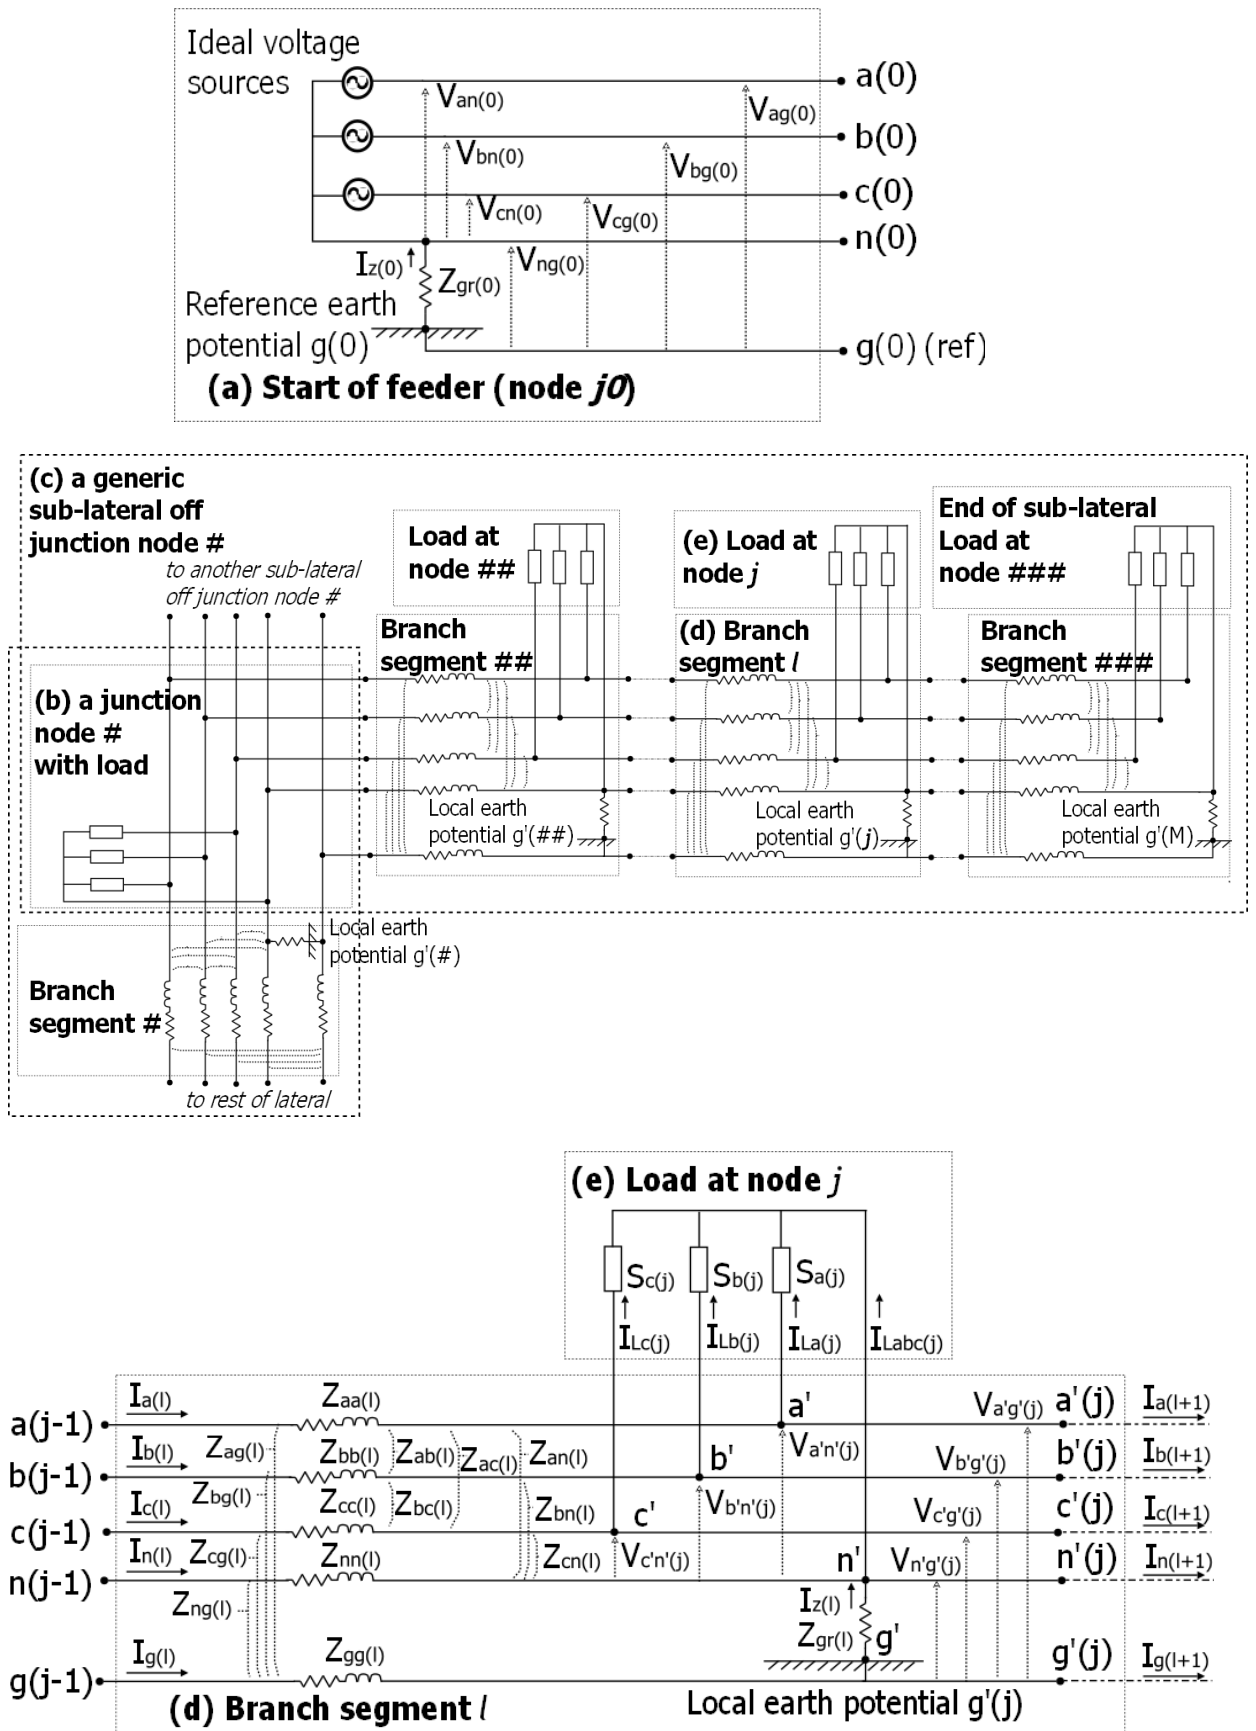 Ideal voltage
sources
Van(0)
Vbn(0)
Vcn(0)
Vag(0)
Vbg(0)
Vcg(0)
Vng(0)
a(0)
b(0)
c(0)
n(0)
Iz(0)
Zgr(0)
Reference earth
potential g(0)
g(0) (ref)
(a) Start of feeder (node j0)
(c) a generic
sub-lateral off
junction node #
to another sub-lateral
off junction node #
Load at
node ##
(e) Load at
node j
End of sub-lateral
Load at
node ###
Branch
segment ##
(d) Branch
segment l
Branch
segment ###
(b) a junction
node #
with load
Local earth
potential g'(##)
Local earth
potential g'(j)
Local earth
potential g'(M)
Local earth
potential g'(#)
Branch
segment #
to rest of lateral
(e) Load at node j
Sc(j)
Sb(j)
Sa(j)
ILc(j)
ILb(j)
ILa(j)
ILabc(j)
a(j-1)
Ia(l)
Zaa(l)
a'
Va'g'(j)
a'(j)
Ia(l+1)
Zag(l)
Zab(l)
Zac(l)
Zan(l)
Va'n'(j)
b(j-1)
Ib(l)
Zbb(l)
b'
Vb'g'(j)
b'(j)
Ib(l+1)
Zbg(l)
Zbc(l)
Zbn(l)
Vb'n'(j)
c(j-1)
Ic(l)
Zcc(l)
c'
Vc'g'(j)
c'(j)
Ic(l+1)
Zcg(l)
Zcn(l)
Vc'n'(j)
n(j-1)
In(l)
Znn(l)
n'
Vn'g'(j)
n'(j)
In(l+1)
Zng(l)
Iz(l)
Zgr(l)
g'
g(j-1)
Ig(l)
Zgg(l)
g'(j)
Ig(l+1)
(d) Branch segment l
Local earth potential g'(j)